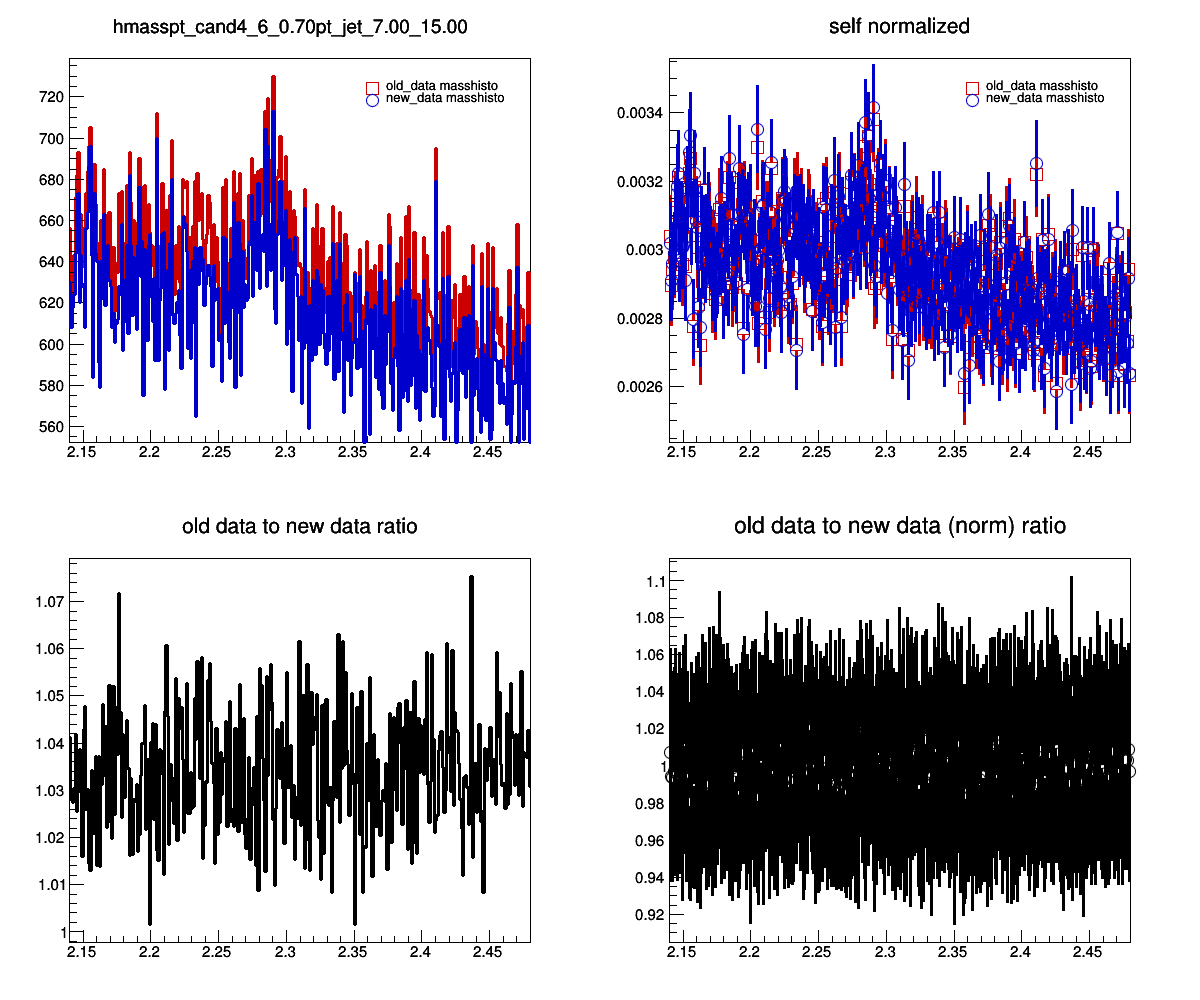 hmasspt_cand4_6_0.70pt_jet_7.00_15.00
old_data masshisto
new_data masshisto
720
700
680
660
640
620
600
580
560
2.15 2.2 2.25 2.3 2.35 2.4 2.45
self normalized
old_data masshisto
new_data masshisto
0.0034
0.0032
0.003
0.0028
0.0026
2.15 2.2 2.25 2.3 2.35 2.4 2.45
old data to new data ratio
1.07
1.06
1.05
1.04
1.03
1.02
1.01
1
2.15 2.2 2.25 2.3 2.35 2.4 2.45
old data to new data (norm) ratio
1.1
1.08
1.06
1.04
1.02
1
0.98
0.96
0.94
0.92
2.15 2.2 2.25 2.3 2.35 2.4 2.45